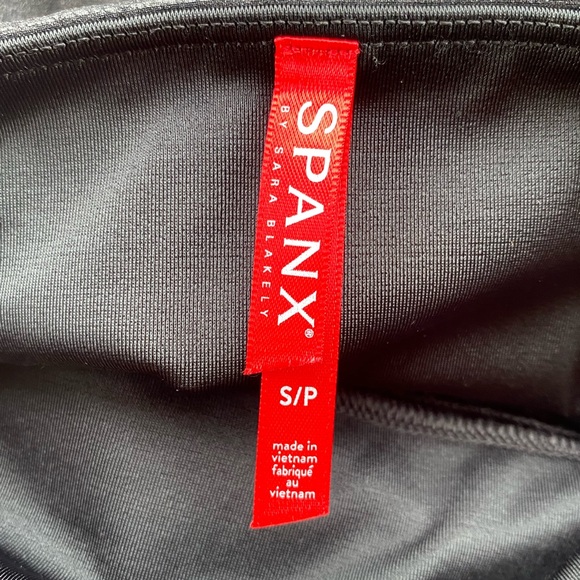 SPANX®
BY SARA BLAKELY
S/P
made in
vietnam
fabriqué
au
vietnam